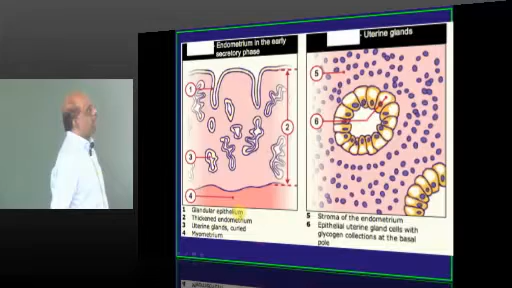 Endometrium in the early
secretory phase
1
2
3
4
1 Glandular epithelium
2 Thickened endometrium
3 Uterine glands, curled
4 Myometrium
- Uterine glands
5
6
5 Stroma of the endometrium
6 Epithelial uterine gland cells with
glycogen collections at the basal
pole